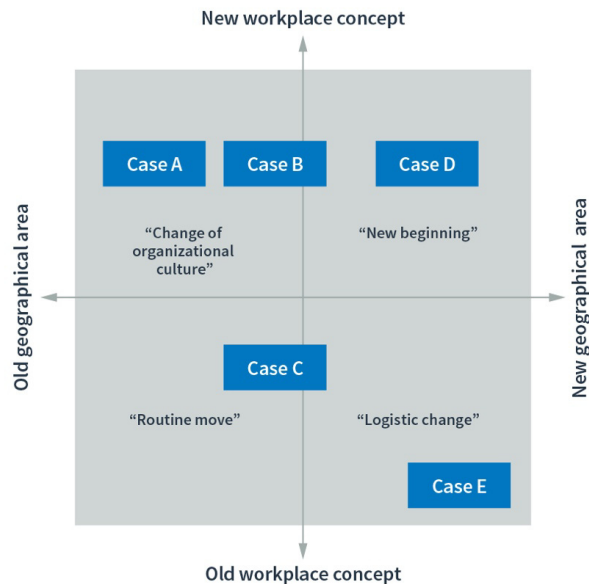 New workplace concept
Case A
Case B
Case D
“Change of
organizational
culture”
“New beginning”
Old geographical area
New geographical area
Case C
“Routine move”
“Logistic change”
Case E
Old workplace concept